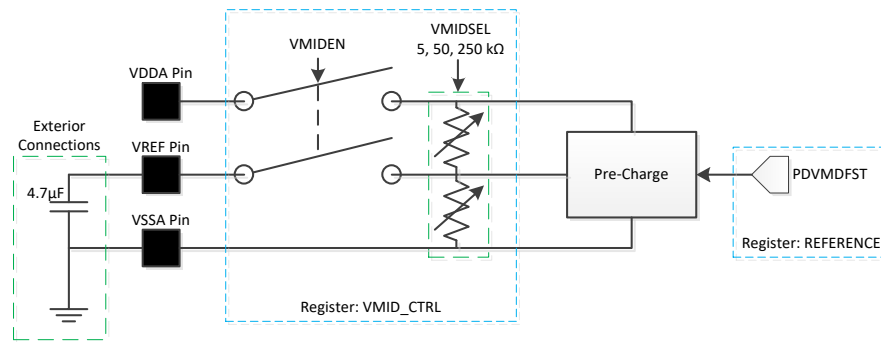 VMIDEN
VMIDSEL
5, 50, 250 kΩ
VDDA Pin
Exterior
Connections
VREF Pin
4.7µF
Pre-Charge
PDVMDFST
VSSA Pin
Register: REFERENCE
Register: VMID_CTRL